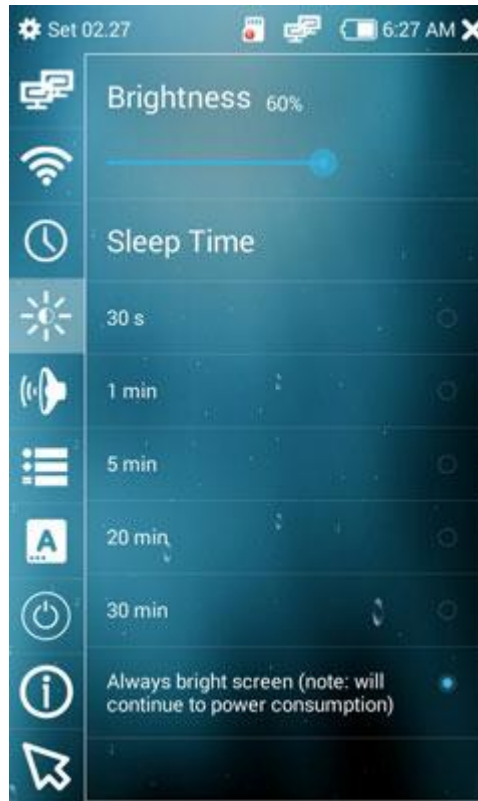 Set 02.27 6:27 AM
Brightness 60%
Sleep Time
30 s
1 min
5 min
A
20 min
30 min
Always bright screen (note: will
continue to power consumption)